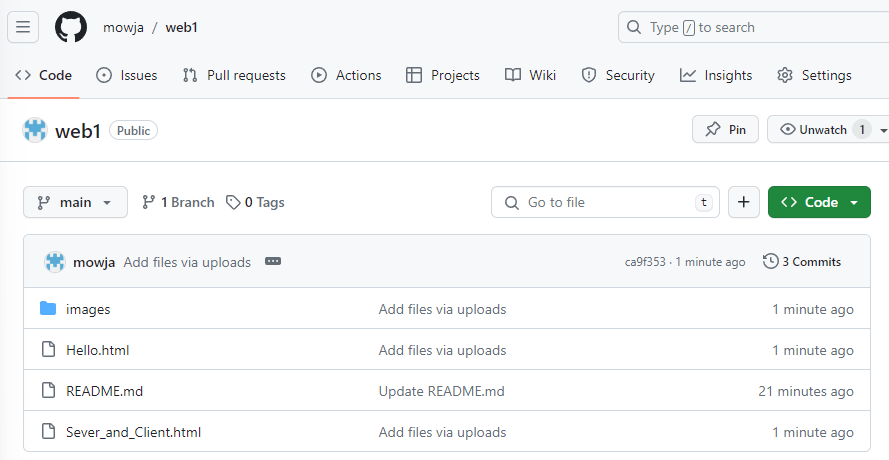 mowja / web1
Type / to search
Code Issues Pull requests Actions Projects Wiki Security Insights Settings
web1 Public Pin Unwatch 1
main 1 Branch 0 Tags Go to file t + Code
mowja Add files via uploads ca9f353 · 1 minute ago 3 Commits
images Add files via uploads 1 minute ago
Hello.html Add files via uploads 1 minute ago
README.md Update README.md 21 minutes ago
Sever_and_Client.html Add files via uploads 1 minute ago